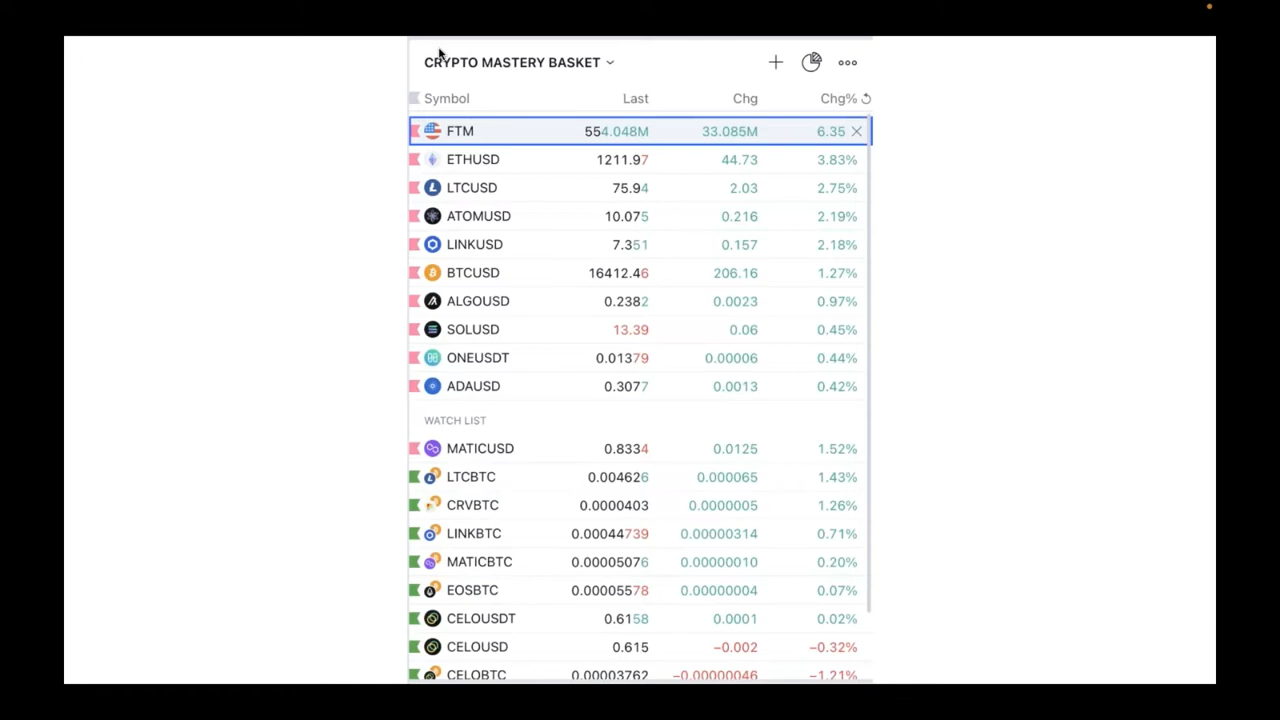 CRYPTO MASTERY BASKET
Symbol Last Chg Chg%
FTM 554.048M 33.085M 6.35
ETHUSD 1211.97 44.73 3.83%
LTCUSD 75.94 2.03 2.75%
ATOMUSD 10.075 0.216 2.19%
LINKUSD 7.351 0.157 2.18%
BTCUSD 16412.46 206.16 1.27%
ALGOUSD 0.2382 0.0023 0.97%
SOLUSD 13.39 0.06 0.45%
ONEUSDT 0.01379 0.00006 0.44%
ADAUSD 0.3077 0.0013 0.42%
WATCH LIST
MATICUSD 0.8334 0.0125 1.52%
LTCBTC 0.004626 0.000065 1.43%
CRVBTC 0.0000403 0.0000005 1.26%
LINKBTC 0.00044739 0.00000314 0.71%
MATICBTC 0.00005076 0.00000010 0.20%
EOSBTC 0.00005578 0.00000004 0.07%
CELOUSDT 0.6158 0.0001 0.02%
CELOUSD 0.615 −0.002 −0.32%
CELOBTC 0.00003762 −0.00000046 −1.21%